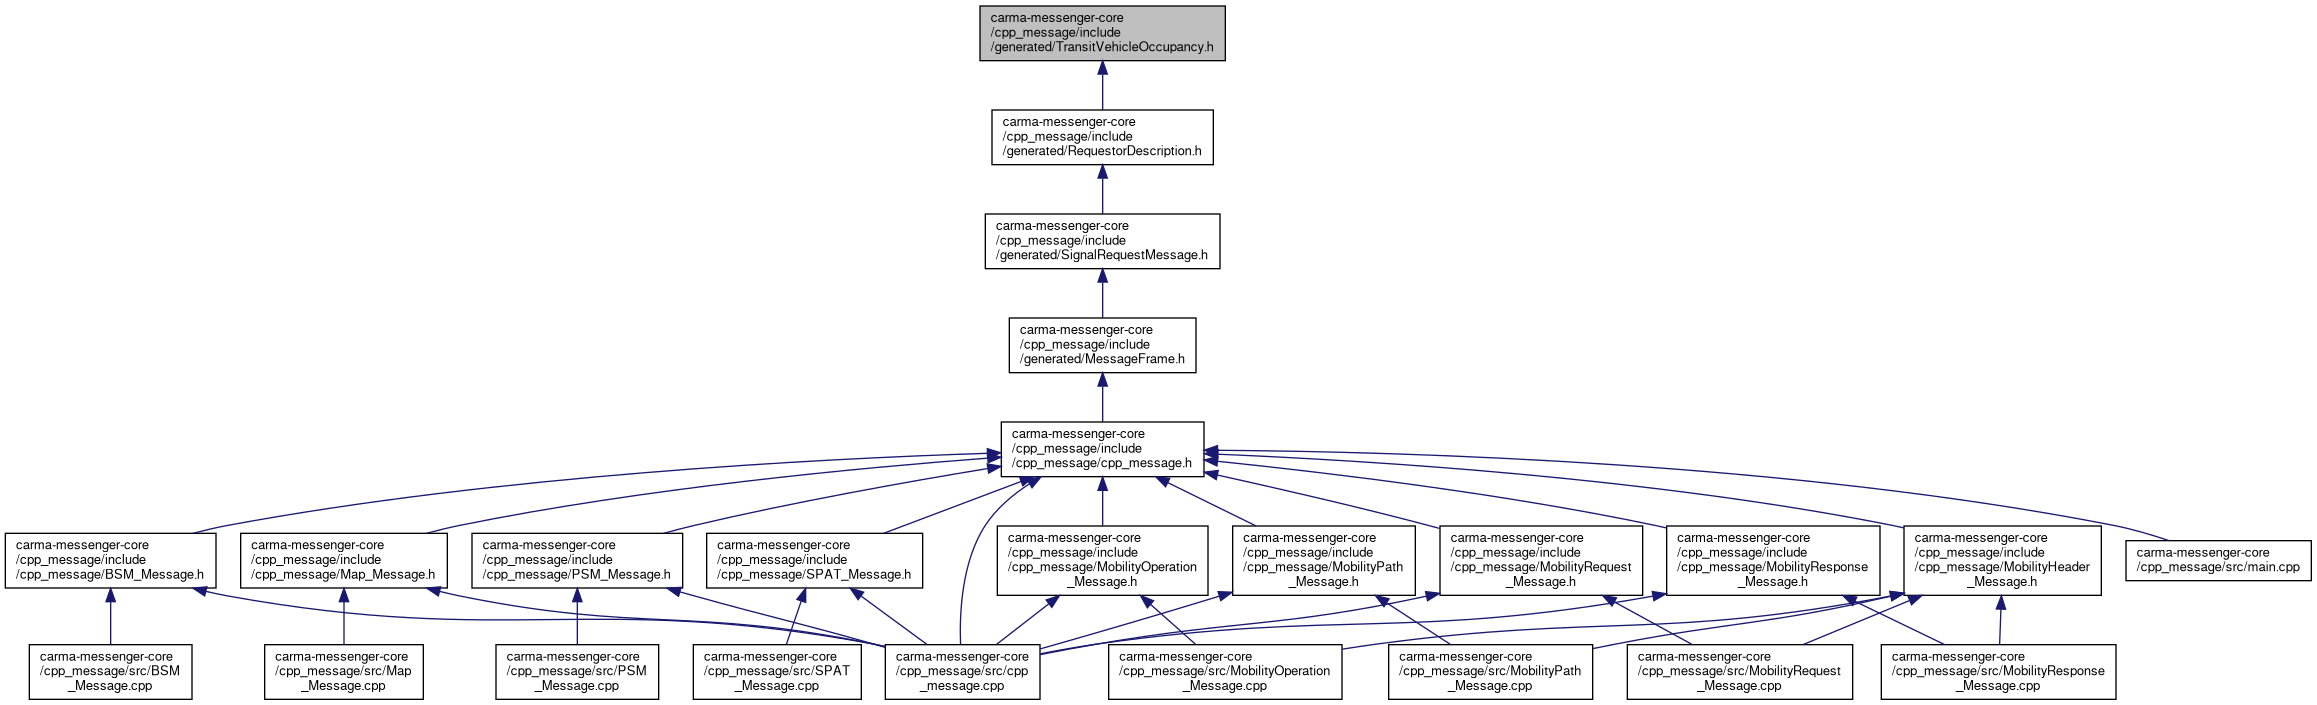 carma-messenger-core
/cpp_message/include
/generated/TransitVehicleOccupancy.h
carma-messenger-core
/cpp_message/include
/generated/RequestorDescription.h
carma-messenger-core
/cpp_message/include
/generated/SignalRequestMessage.h
carma-messenger-core
/cpp_message/include
/generated/MessageFrame.h
carma-messenger-core
/cpp_message/include
/cpp_message/cpp_message.h
carma-messenger-core
/cpp_message/include
/cpp_message/BSM_Message.h
carma-messenger-core
/cpp_message/include
/cpp_message/Map_Message.h
carma-messenger-core
/cpp_message/include
/cpp_message/PSM_Message.h
carma-messenger-core
/cpp_message/include
/cpp_message/SPAT_Message.h
carma-messenger-core
/cpp_message/include
/cpp_message/MobilityOperation
_Message.h
carma-messenger-core
/cpp_message/include
/cpp_message/MobilityPath
_Message.h
carma-messenger-core
/cpp_message/include
/cpp_message/MobilityRequest
_Message.h
carma-messenger-core
/cpp_message/include
/cpp_message/MobilityResponse
_Message.h
carma-messenger-core
/cpp_message/include
/cpp_message/MobilityHeader
_Message.h
carma-messenger-core
/cpp_message/src/main.cpp
carma-messenger-core
/cpp_message/src/BSM
_Message.cpp
carma-messenger-core
/cpp_message/src/Map
_Message.cpp
carma-messenger-core
/cpp_message/src/PSM
_Message.cpp
carma-messenger-core
/cpp_message/src/SPAT
_Message.cpp
carma-messenger-core
/cpp_message/src/cpp
_message.cpp
carma-messenger-core
/cpp_message/src/MobilityOperation
_Message.cpp
carma-messenger-core
/cpp_message/src/MobilityPath
_Message.cpp
carma-messenger-core
/cpp_message/src/MobilityRequest
_Message.cpp
carma-messenger-core
/cpp_message/src/MobilityResponse
_Message.cpp